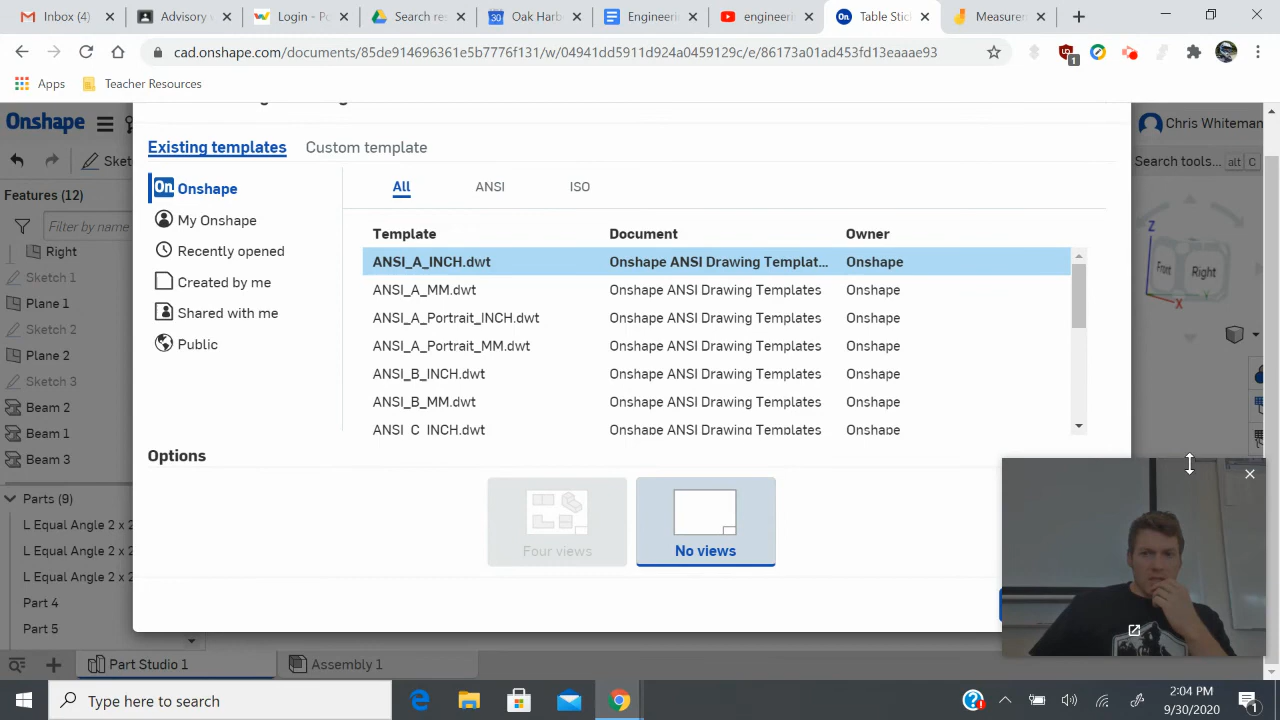 Inbox (4)
Advisory
Login - Po
Search re
Oak Harb
Engineeri
engineerin
Table Stic
Measurem
cad.onshape.com/documents/85de914696361e5b7776f131/w/04941dd5911d924a0459129c/e/86173a01ad453fd13eaaae93
Apps
Teacher Resources
Onshape
Chris Whiteman
Existing templates
Custom template
Sketc
Search tools...
alt
C
Features (12)
Onshape
All
ANSI
ISO
Filter by name
My Onshape
Right
Recently opened
Template
Document
Owner
Sketch 1
Created by me
ANSI_A_INCH.dwt
Onshape ANSI Drawing Templat...
Onshape
Plane 1
Shared with me
ANSI_A_MM.dwt
Onshape ANSI Drawing Templates
Onshape
Sketch 2
Public
ANSI_A_Portrait_INCH.dwt
Onshape ANSI Drawing Templates
Onshape
Plane 2
ANSI_A_Portrait_MM.dwt
Onshape ANSI Drawing Templates
Onshape
Sketch 3
ANSI_B_INCH.dwt
Onshape ANSI Drawing Templates
Onshape
Beam 2
ANSI_B_MM.dwt
Onshape ANSI Drawing Templates
Onshape
Beam 1
ANSI_C_INCH.dwt
Onshape ANSI Drawing Templates
Onshape
Beam 3
Options
Parts (9)
L Equal Angle 2 x 2
L Equal Angle 2 x 2
Four views
No views
L Equal Angle 2 x 2
Part 4
Part 5
Part Studio 1
Assembly 1
Z
Front
Right
Y
X
Type here to search
2:04 PM
9/30/2020
1
1